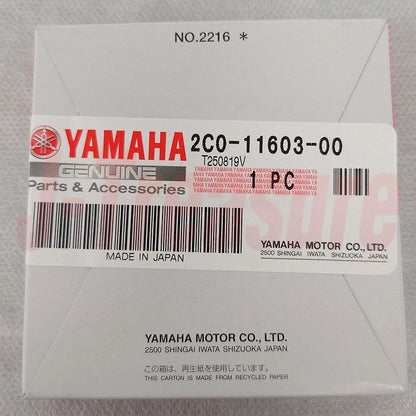 NO.2216 *
YAMAHA 2C0-11603-00
T250819V
GENUINE
Parts & Accessories
1 PC
MADE IN JAPAN
YAMAHA MOTOR CO.,LTD.
2500 SHINGAI IWATA SHIZUOKA, JAPAN
YAMAHA MOTOR CO., LTD.
2500 SHINGAI IWATA SHIZUOKA JAPAN
この箱は、再生紙を使用しています。
THIS CARTON IS MADE FROM RECYCLED PAPER